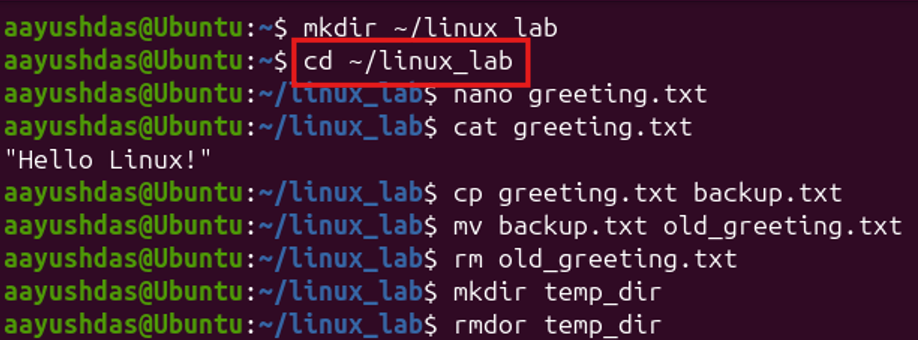 aayushdas@Ubuntu:~$ mkdir ~/linux lab
aayushdas@Ubuntu:~$ cd ~/linux_lab
aayushdas@Ubuntu:~/linux_lab$ nano greeting.txt
aayushdas@Ubuntu:~/linux_lab$ cat greeting.txt
"Hello Linux!"
aayushdas@Ubuntu:~/linux_lab$ cp greeting.txt backup.txt
aayushdas@Ubuntu:~/linux_lab$ mv backup.txt old_greeting.txt
aayushdas@Ubuntu:~/linux_lab$ rm old_greeting.txt
aayushdas@Ubuntu:~/linux_lab$ mkdir temp_dir
aayushdas@Ubuntu:~/linux_lab$ rmdor temp_dir